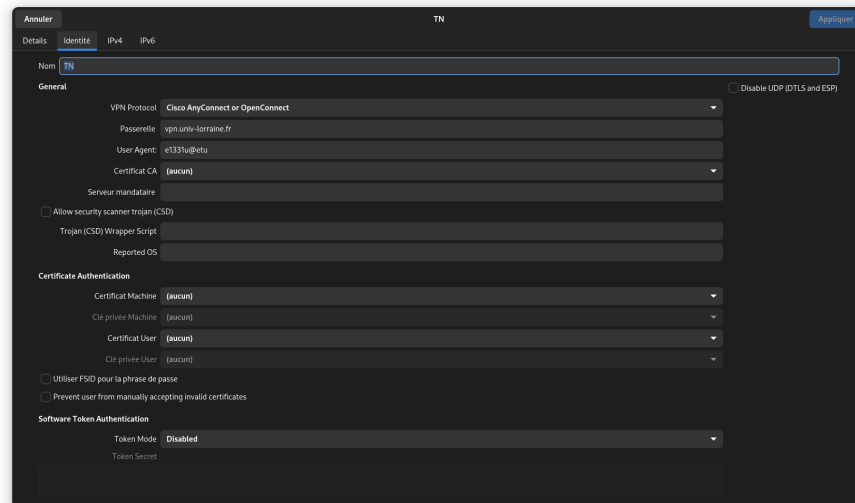 Annuler TN Appliquer
Détails Identité IPv4 IPv6
Nom TN
General
Disable UDP (DTLS and ESP)
VPN Protocol Cisco AnyConnect or OpenConnect
Passerelle vpn.univ-lorraine.fr
User Agent: e1331u@etu
Certificat CA (aucun)
Serveur mandataire
Allow security scanner trojan (CSD)
Trojan (CSD) Wrapper Script
Reported OS
Certificate Authentication
Certificat Machine (aucun)
Clé privée Machine (aucun)
Certificat User (aucun)
Clé privée User (aucun)
Utiliser FSID pour la phrase de passe
Prevent user from manually accepting invalid certificates
Software Token Authentication
Token Mode Disabled
Token Secret